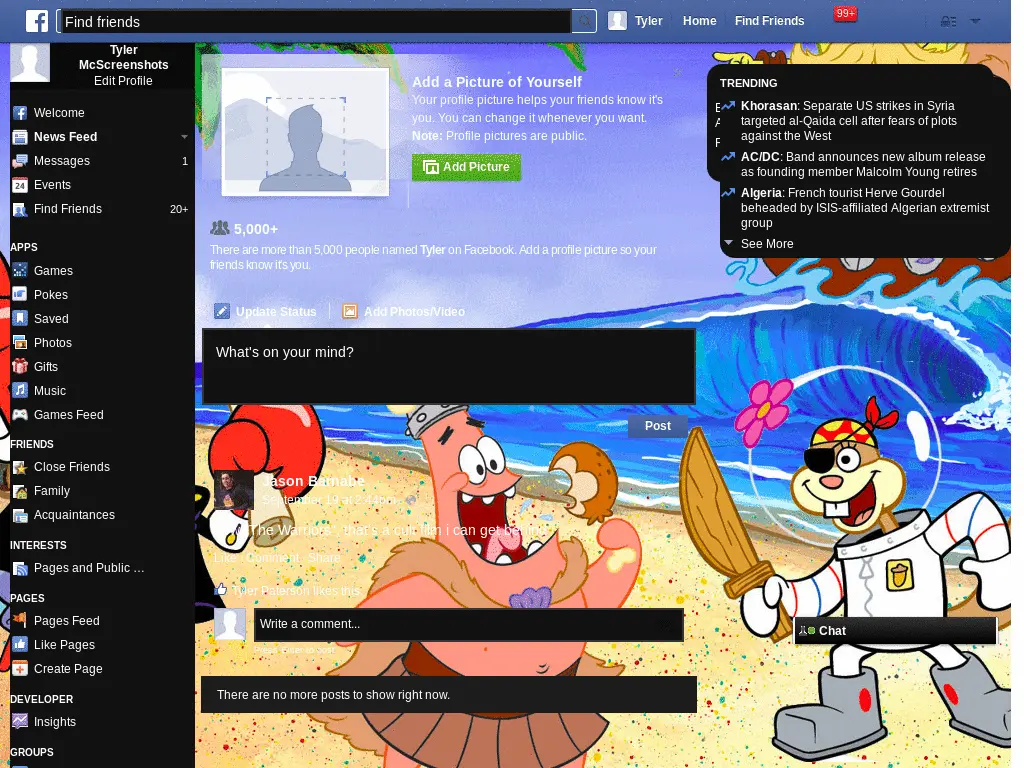 Find friends
Tyler
Home
Find Friends
99+
Tyler
McScreenshots
Edit Profile
Welcome
News Feed
Messages 1
24 Events
Find Friends 20+
APPS
Games
Pokes
Saved
Photos
Gifts
Music
Games Feed
FRIENDS
Close Friends
Family
Acquaintances
INTERESTS
Pages and Public ...
PAGES
Pages Feed
Like Pages
Create Page
DEVELOPER
Insights
GROUPS
Add a Picture of Yourself
Your profile picture helps your friends know it's
you. You can change it whenever you want.
Note: Profile pictures are public.
Add Picture
5,000+
There are more than 5,000 people named Tyler on Facebook. Add a profile picture so your
friends know it's you.
Update Status
Add Photos/Video
What's on your mind?
Post
Jason Barnabe
September 19 at 2:44pm
"The Warriors", that's a cult film i can get behind
Like · Comment · Share
Tyler Paterson likes this.
Write a comment...
Press Enter to post.
There are no more posts to show right now.
TRENDING
Khorasan: Separate US strikes in Syria
targeted al-Qaida cell after fears of plots
against the West
AC/DC: Band announces new album release
as founding member Malcolm Young retires
Algeria: French tourist Herve Gourdel
beheaded by ISIS-affiliated Algerian extremist
group
See More
Chat